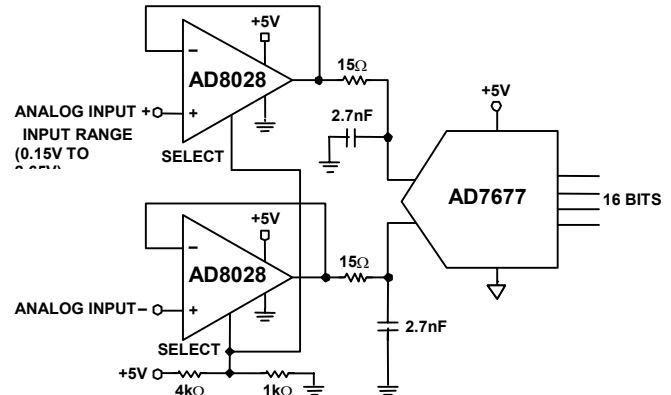 +5V
AD8028
15Ω
ANALOG INPUT +
INPUT RANGE
(0.15V TO
SELECT
2.7nF
+5V
AD7677
16 BITS
+5V
AD8028
15Ω
ANALOG INPUT–
2.7nF
SELECT
+5V
4kΩ
1kΩ